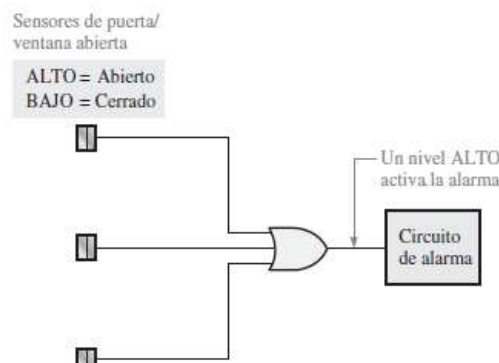 Sensores de puerta/
ventana abierta
ALTO = Abierto
BAJO = Cerrado
Un nivel ALTO
activa la alarma
Circuito
de alarma